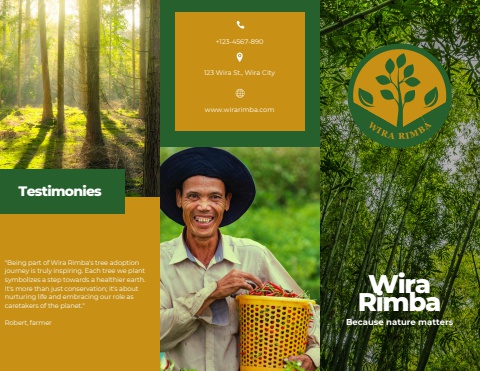 Testimonies
"Being part of Wira Rimba's tree adoption
journey is truly inspiring. Each tree we plant
symbolizes a step towards a healthier earth.
It's more than just conservation; it's about
nurturing life and embracing our role as
caretakers of the planet."
Robert, farmer
+123-4567-890
123 Wira St., Wira City
www.wirarimba.com
WIRA RIMBA
Wira
Rimba
Because nature matters